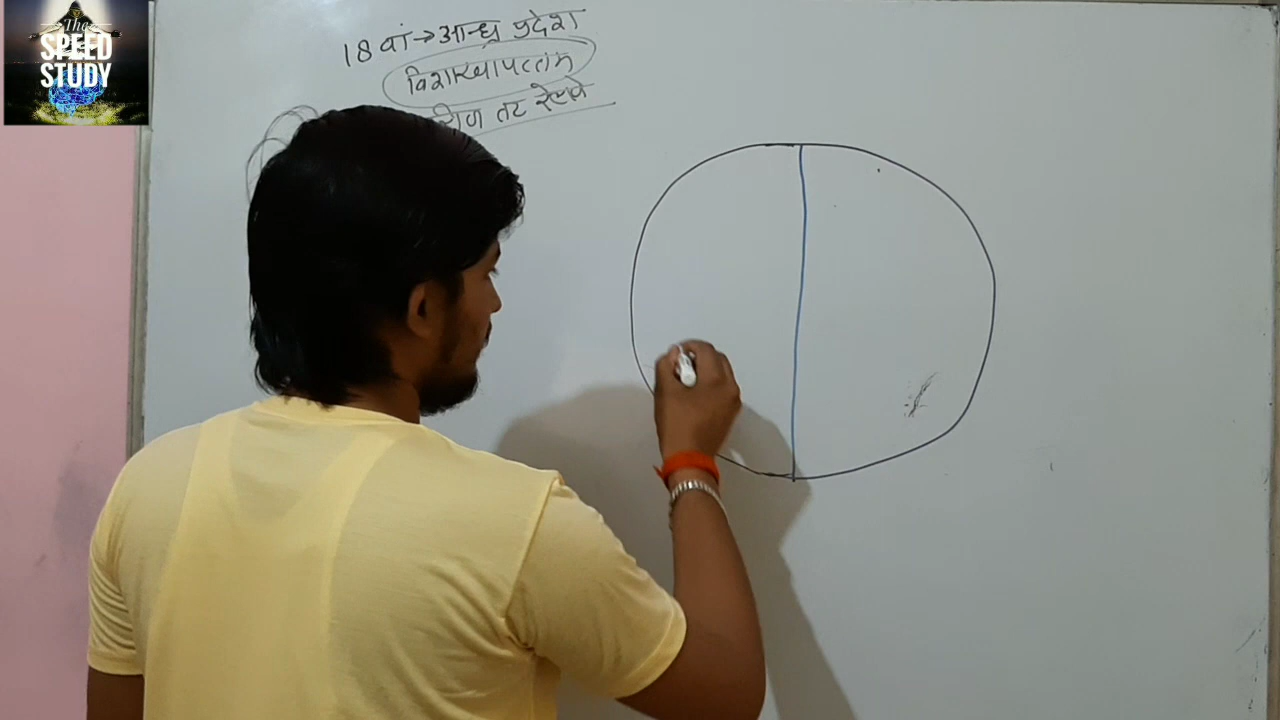 The
SPEED
STUDY
18 वां → आन्ध्र प्रदेश
विशाखापत्तनम
तट रेलवे